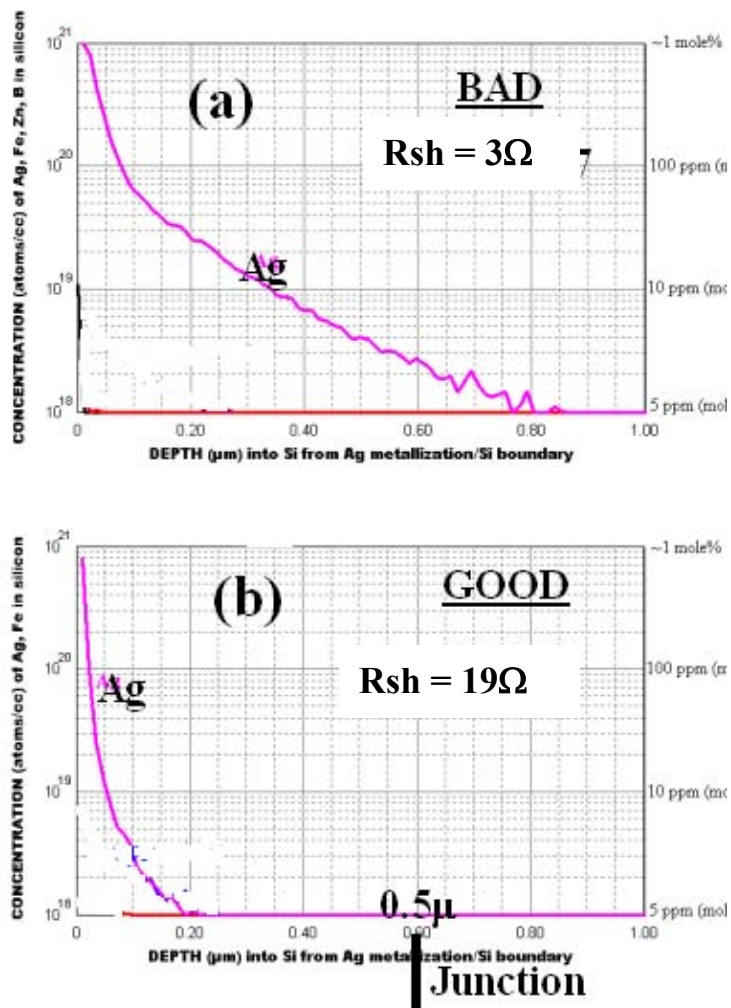 CONCENTRATION (atoms/cc) of Ag, Fe, Zn, B in silicon
10^21
10^20
10^19
10^18
(a)
BAD
Rsh = 3Ω
Ag
~1 mole%
100 ppm (m
10 ppm (mo
5 ppm (mol
0
0.20
0.40
0.60
0.80
1.00
DEPTH (µm) into Si from Ag metallization/Si boundary
CONCENTRATION (atoms/cc) of Ag, Fe in silicon
10^21
10^20
10^19
10^18
(b)
GOOD
Rsh = 19Ω
Ag
~1 mole%
100 ppm (m
10 ppm (mo
5 ppm (mol
0.5µ
0
0.20
0.40
0.60
0.80
1.00
DEPTH (µm) into Si from Ag metallization/Si boundary
Junction